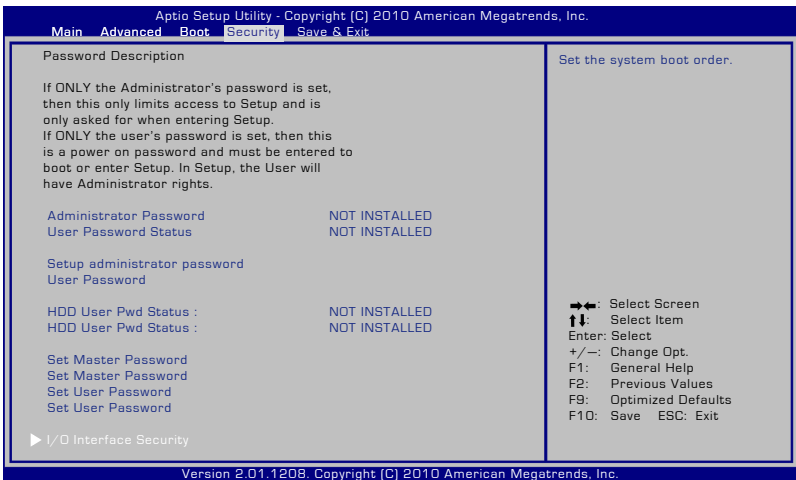 Aptio Setup Utility - Copyright (C) 2010 American Megatrends, Inc.
Main Advanced Boot Security Save & Exit
Password Description
If ONLY the Administrator's password is set,
then this only limits access to Setup and is
only asked for when entering Setup.
If ONLY the user's password is set, then this
is a power on password and must be entered to
boot or enter Setup. In Setup, the User will
have Administrator rights.
Administrator Password NOT INSTALLED
User Password Status NOT INSTALLED
Setup administrator password
User Password
HDD User Pwd Status : NOT INSTALLED
HDD User Pwd Status : NOT INSTALLED
Set Master Password
Set Master Password
Set User Password
Set User Password
I/O Interface Security
Set the system boot order.
→←: Select Screen
↑↓: Select Item
Enter: Select
+/—: Change Opt.
F1: General Help
F2: Previous Values
F9: Optimized Defaults
F10: Save ESC: Exit
Version 2.01.1208. Copyright (C) 2010 American Megatrends, Inc.